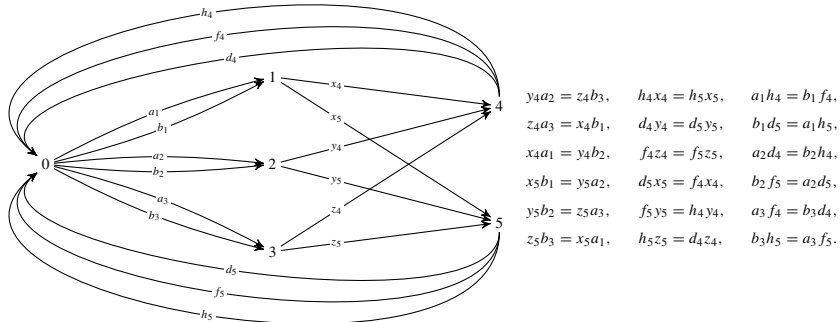 h4
f4
d4
a1
b1
1
x4
x5
4
0
a2
b2
2
y4
y5
a3
b3
z4
3
z5
5
d5
f5
h5
y4a2 = z4b3, h4x4 = h5x5, a1h4 = b1f4,
z4a3 = x4b1, d4y4 = d5y5, b1d5 = a1h5,
x4a1 = y4b2, f4z4 = f5z5, a2d4 = b2h4,
x5b1 = y5a2, d5x5 = f4x4, b2f5 = a2d5,
y5b2 = z5a3, f5y5 = h4y4, a3f4 = b3d4,
z5b3 = x5a1, h5z5 = d4z4, b3h5 = a3f5.